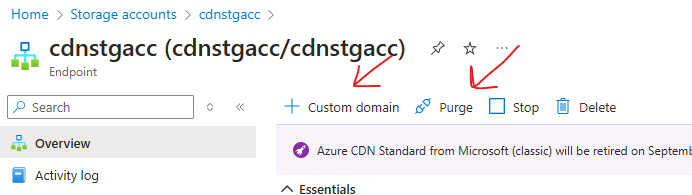 Home > Storage accounts > cdnstgacc >
cdnstgacc (cdnstgacc/cdnstgacc)
Endpoint
Search
Custom domain Purge Stop Delete
Overview
Azure CDN Standard from Microsoft (classic) will be retired on Septem
Activity log
Essentials